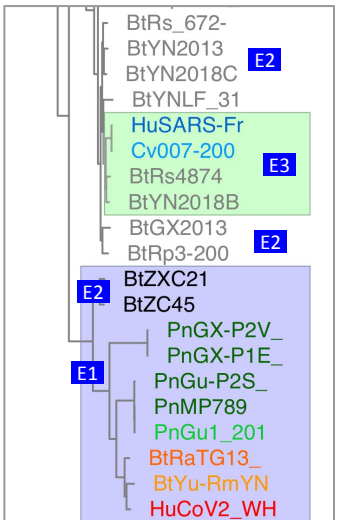 BtRs_672-
BtYN2013
E2
BtYN2018C
BtYNLF_31
HuSARS-Fr
Cv007-200
E3
BtRs4874
BtYN2018B
BtGX2013
E2
BtRp3-200
BtZXC21
E2
BtZC45
PnGX-P2V_
PnGX-P1E_
E1
PnGu-P2S_
PnMP789
PnGu1_201
BtRaTG13_
BtYu-RmYN
HuCoV2_WH